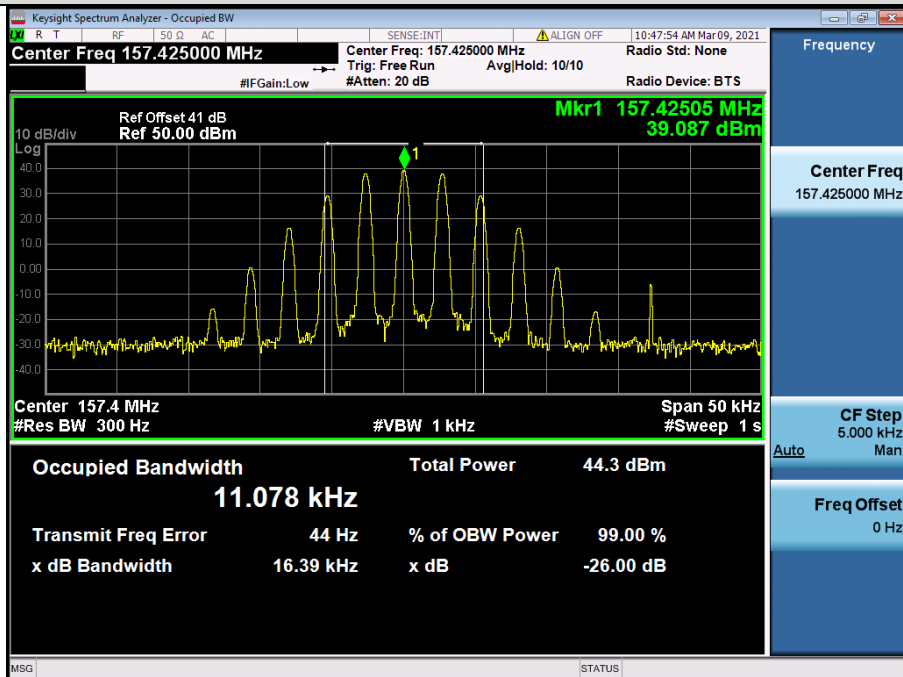 Keysight Spectrum Analyzer - Occupied BW
LXI R T RF 50 Ω AC SENSE:INT ALIGN OFF 10:47:54 AM Mar 09, 2021
Center Freq 157.425000 MHz
Center Freq: 157.425000 MHz
Radio Std: None
Trig: Free Run Avg|Hold: 10/10
#IFGain:Low
#Atten: 20 dB
Radio Device: BTS
Frequency
Mkr1 157.42505 MHz
39.087 dBm
Ref Offset 41 dB
10 dB/div Ref 50.00 dBm
Log
1
40.0
30.0
20.0
10.0
0.00
-10.0
-20.0
-30.0
-40.0
Center 157.4 MHz Span 50 kHz
#Res BW 300 Hz #VBW 1 kHz #Sweep 1 s
Center Freq
157.425000 MHz
CF Step
5.000 kHz
Auto Man
Freq Offset
0 Hz
Occupied Bandwidth Total Power 44.3 dBm
11.078 kHz
Transmit Freq Error 44 Hz % of OBW Power 99.00 %
x dB Bandwidth 16.39 kHz x dB -26.00 dB
MSG STATUS